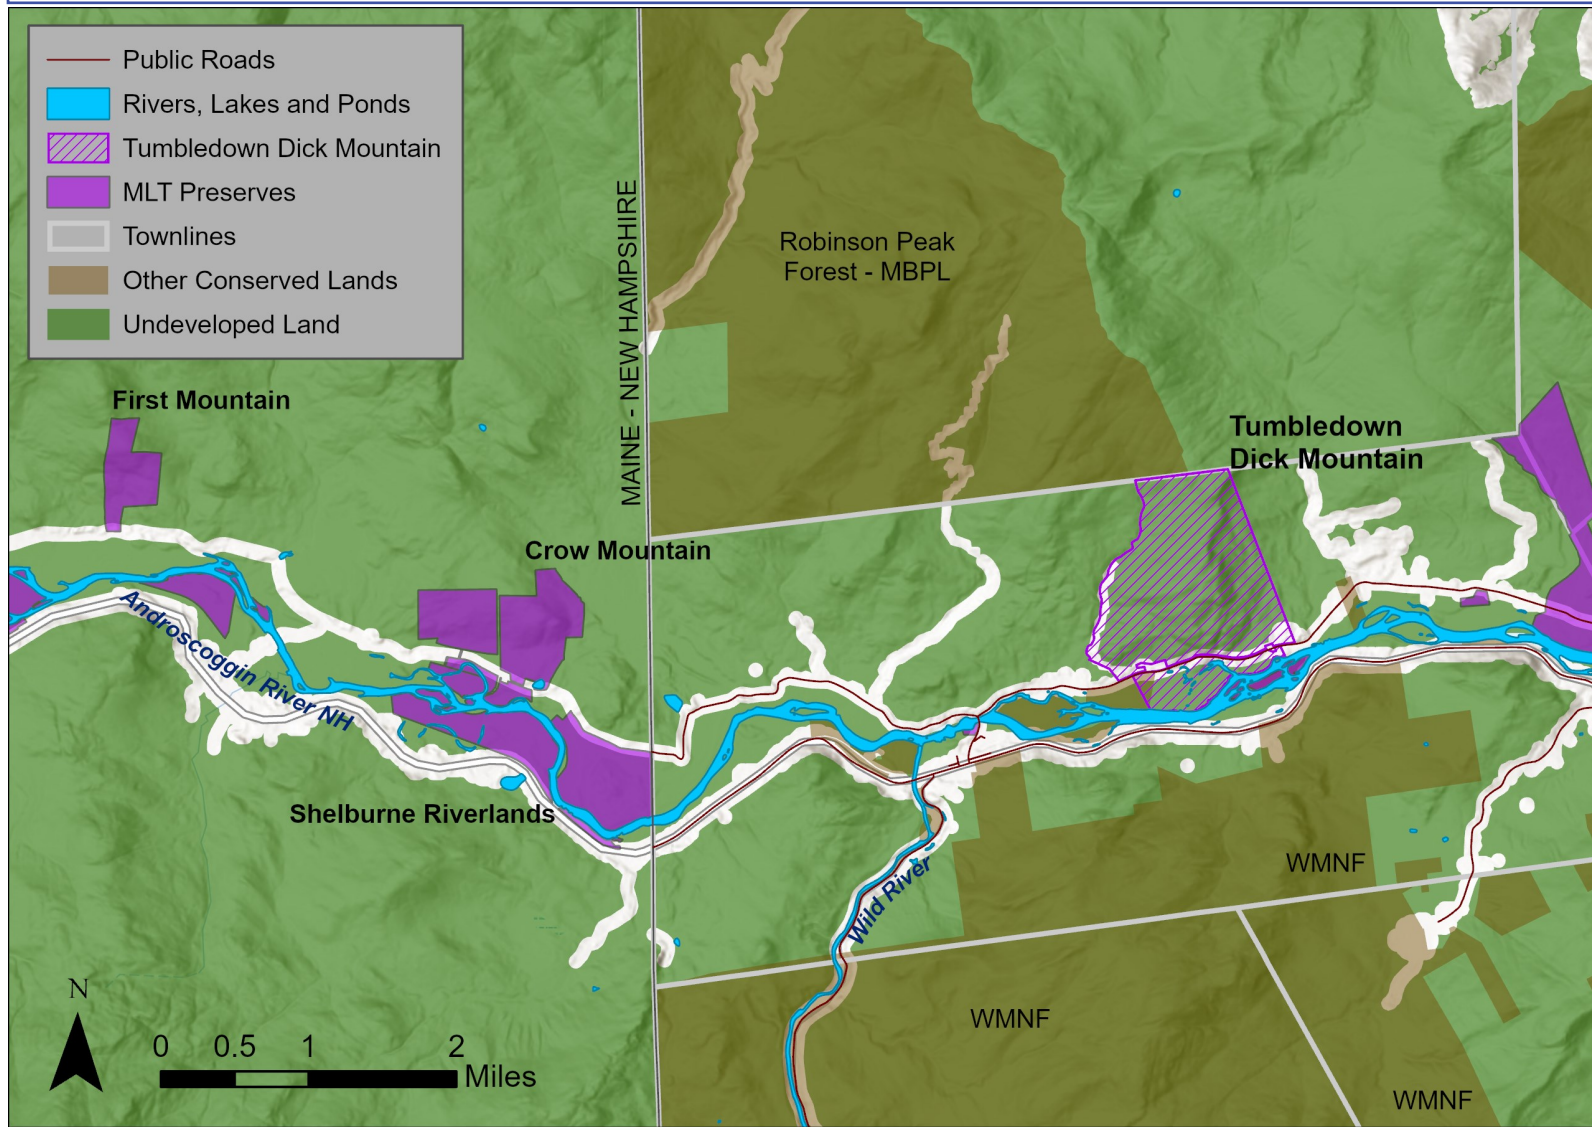 Public Roads
Rivers, Lakes and Ponds
Tumbledown Dick Mountain
MLT Preserves
Townlines
Other Conserved Lands
Undeveloped Land
MAINE - NEW HAMPSHIRE
Robinson Peak
Forest - MBPL
First Mountain
Tumbledown
Dick Mountain
Crow Mountain
Androscoggin River NH
Shelburne Riverlands
Wild River
WMNF
WMNF
WMNF
N
0 0.5 1 2
Miles